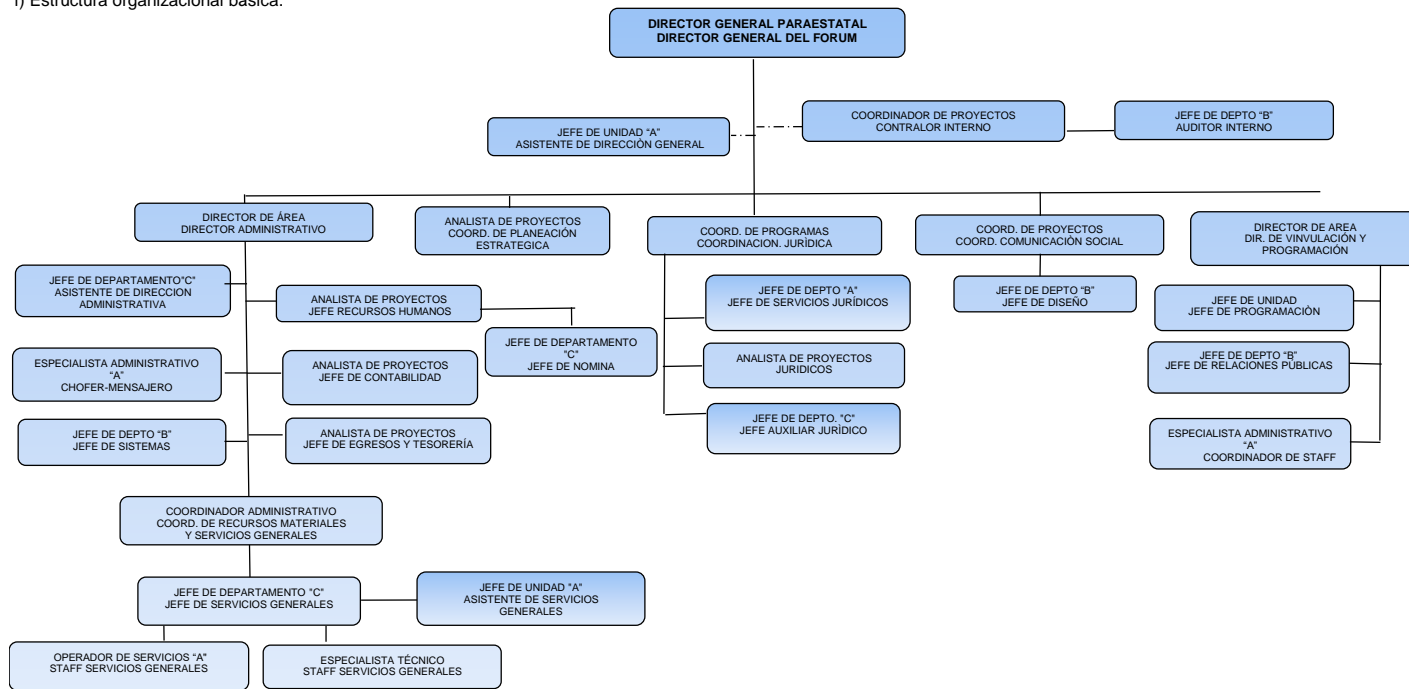 f) Estructura organizacional básica.
DIRECTOR GENERAL PARAESTATAL
DIRECTOR GENERAL DEL FORUM
COORDINADOR DE PROYECTOS
CONTRALOR INTERNO
JEFE DE DEPTO “B”
AUDITOR INTERNO
JEFE DE UNIDAD “A”
ASISTENTE DE DIRECCIÓN GENERAL
DIRECTOR DE ÁREA
DIRECTOR ADMINISTRATIVO
ANALISTA DE PROYECTOS
COORD. DE PLANEACIÓN
ESTRATEGICA
COORD. DE PROGRAMAS
COORDINACION. JURÍDICA
COORD. DE PROYECTOS
COORD. COMUNICACIÓN SOCIAL
DIRECTOR DE AREA
DIR. DE VINVULACIÓN Y
PROGRAMACIÓN
JEFE DE DEPARTAMENTO"C"
ASISTENTE DE DIRECCION
ADMINISTRATIVA
ANALISTA DE PROYECTOS
JEFE RECURSOS HUMANOS
JEFE DE DEPARTAMENTO
"C"
JEFE DE NOMINA
JEFE DE DEPTO "A"
JEFE DE SERVICIOS JURÍDICOS
JEFE DE DEPTO “B”
JEFE DE DISEÑO
JEFE DE UNIDAD
JEFE DE PROGRAMACIÓN
ESPECIALISTA ADMINISTRATIVO
“A”
CHOFER-MENSAJERO
ANALISTA DE PROYECTOS
JEFE DE CONTABILIDAD
ANALISTA DE PROYECTOS
JURÍDICOS
JEFE DE DEPTO “B”
JEFE DE RELACIONES PÚBLICAS
JEFE DE DEPTO “B”
JEFE DE SISTEMAS
ANALISTA DE PROYECTOS
JEFE DE EGRESOS Y TESORERÍA
JEFE DE DEPTO. "C"
JEFE AUXILIAR JURÍDICO
ESPECIALISTA ADMINISTRATIVO
“A”
COORDINADOR DE STAFF
COORDINADOR ADMINISTRATIVO
COORD. DE RECURSOS MATERIALES
Y SERVICIOS GENERALES
JEFE DE DEPARTAMENTO "C"
JEFE DE SERVICIOS GENERALES
JEFE DE UNIDAD "A"
ASISTENTE DE SERVICIOS
GENERALES
OPERADOR DE SERVICIOS “A”
STAFF SERVICIOS GENERALES
ESPECIALISTA TÉCNICO
STAFF SERVICIOS GENERALES